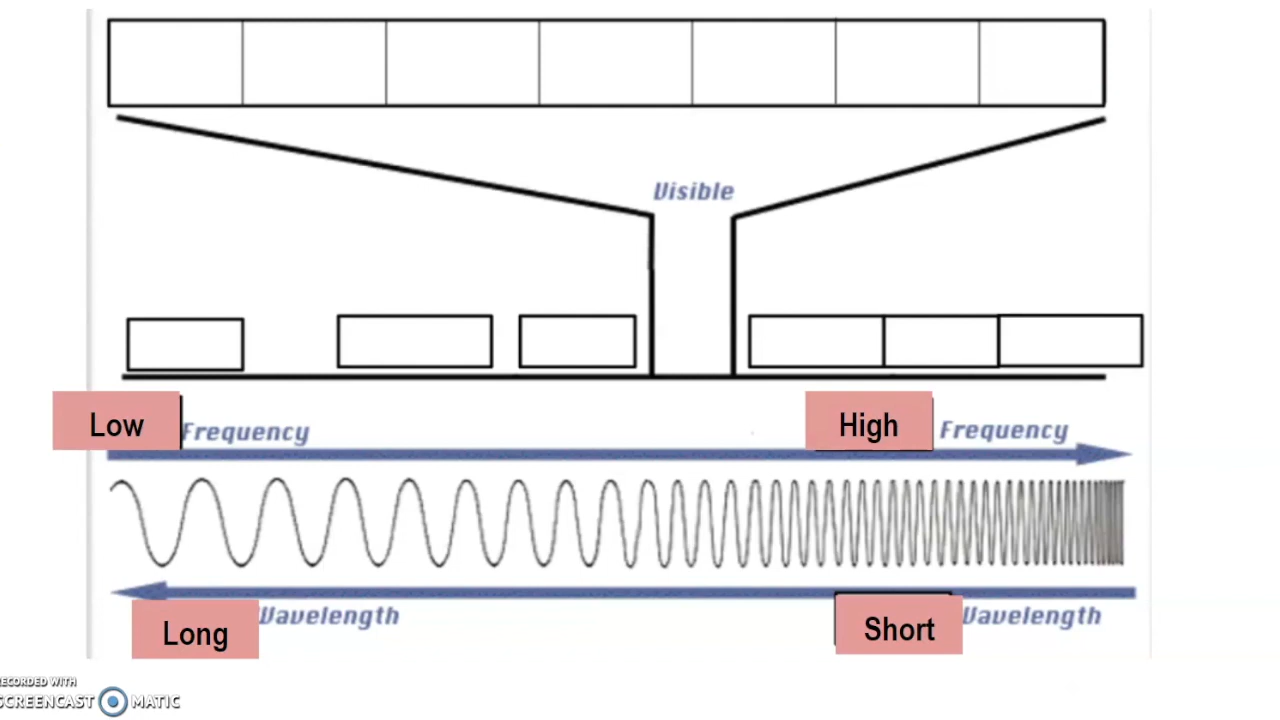 Visible
Low Frequency
High Frequency
Long Wavelength
Short Wavelength
RECORDED WITH
SCREENCAST MATIC